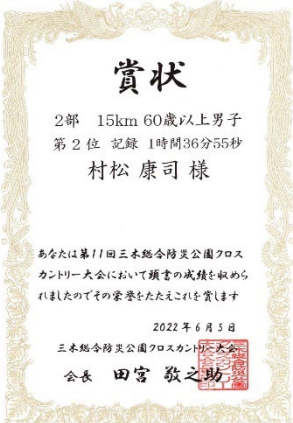 賞状
2部 15km 60歳以上男子
第2位 記録 1時間36分55秒
村松 康司 様
あなたは第11回三木総合防災公園クロス
カントリー大会において頭書の成績を収めら
れましたのでその栄誉をたたえこれを賞します
2022年6月5日
三木総合防災公園クロスカントリー大会
会長 田宮 敬之助